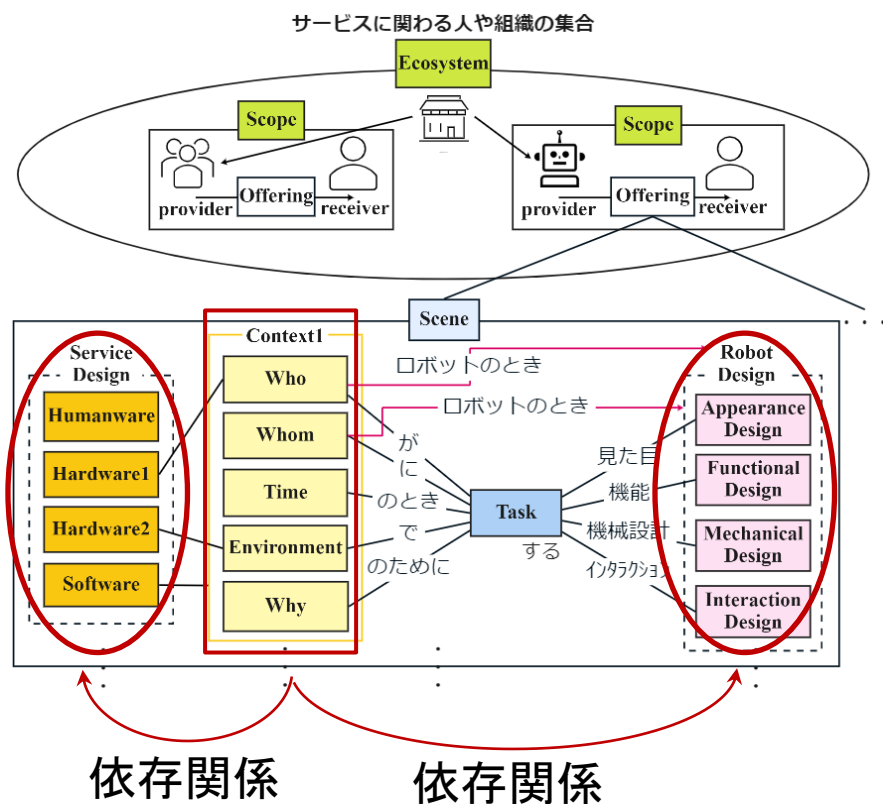 サービスに関わる人や組織の集合
Ecosystem
Scope
Scope
provider
Offering
receiver
provider
Offering
receiver
Scene
・・・
Service
Design
Humanware
Hardware1
Hardware2
Software
Context1
Who
Whom
Time
Environment
Why
ロボットのとき
ロボットのとき
が
に
のとき
で
のために
Task
する
見た目
機能
機械設計
インタラクション
Robot
Design
Appearance
Design
Functional
Design
Mechanical
Design
Interaction
Design
依存関係
依存関係